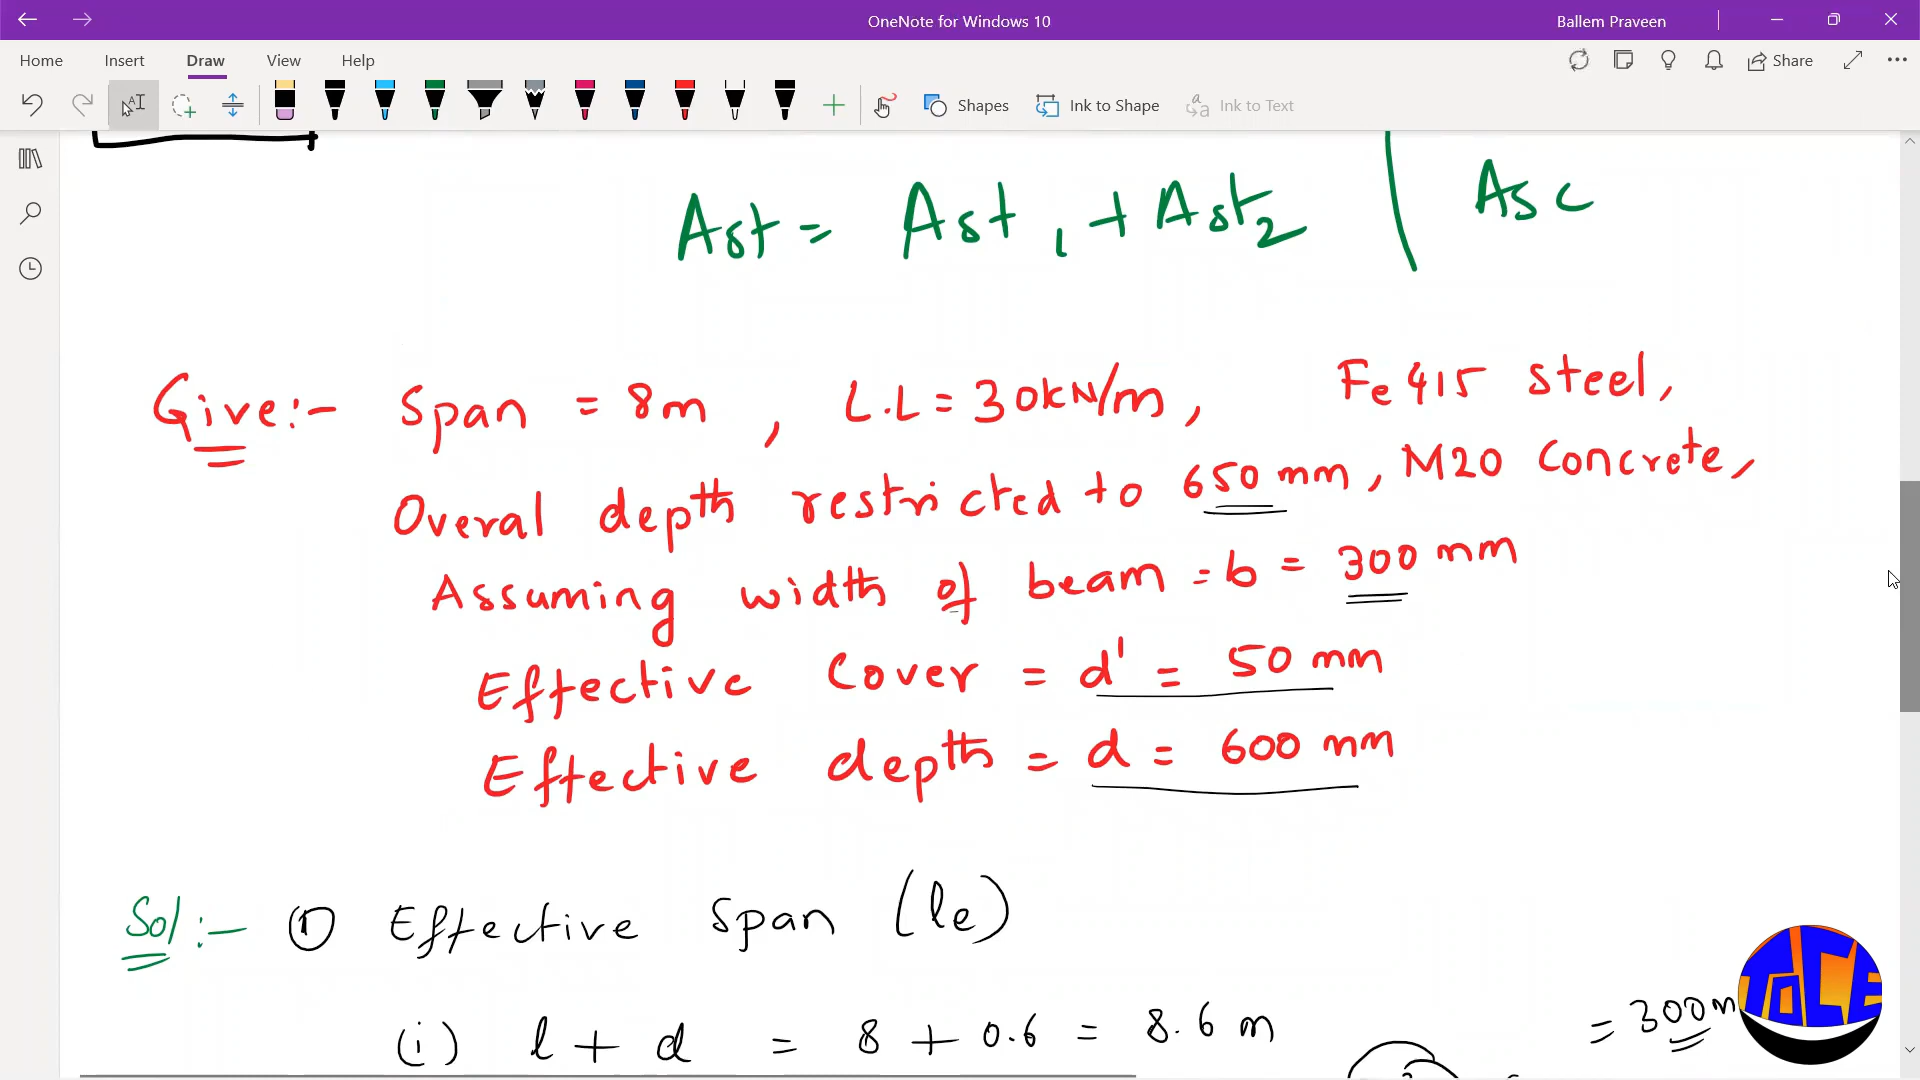 OneNote for Windows 10
Ballem Praveen
Home Insert Draw View Help
Share
Shapes Ink to Shape Ink to Text
Ast = Ast1 + Ast2 | Asc
Give:- Span = 8m, L.L = 30kN/m, Fe 415 steel,
Overal depth restricted to 650 mm, M20 Concrete,
Assuming width of beam = b = 300 mm
Effective Cover = d' = 50 mm
Effective depth = d = 600 mm
Sol:- ① Effective Span (le)
(i) l + d = 8 + 0.6 = 8.6 m
= 300 m